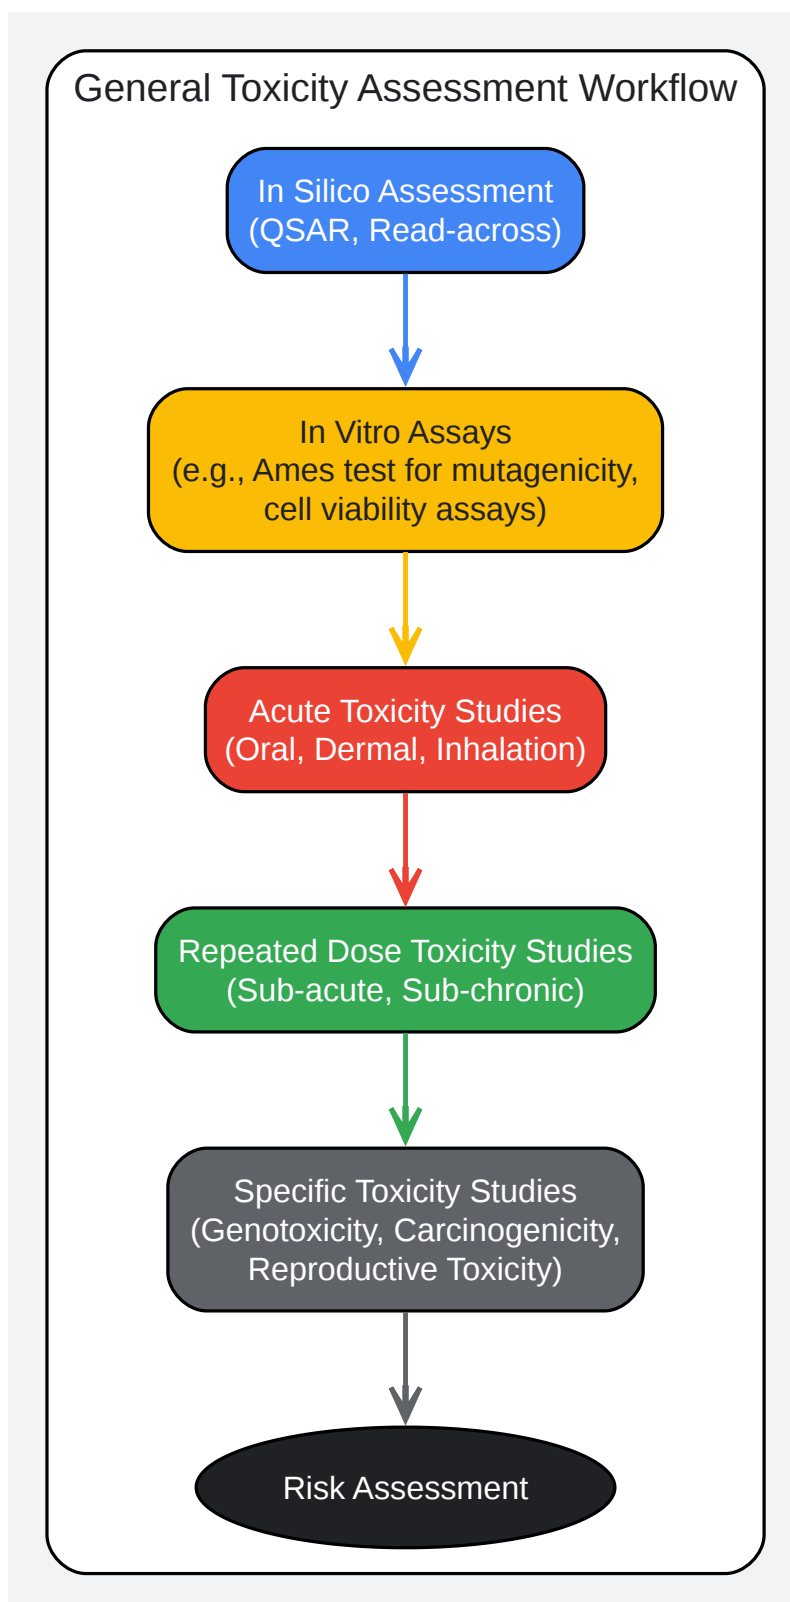 General Toxicity Assessment Workflow
In Silico Assessment
(QSAR, Read-across)
In Vitro Assays
(e.g., Ames test for mutagenicity,
cell viability assays)
Acute Toxicity Studies
(Oral, Dermal, Inhalation)
Repeated Dose Toxicity Studies
(Sub-acute, Sub-chronic)
Specific Toxicity Studies
(Genotoxicity, Carcinogenicity,
Reproductive Toxicity)
Risk Assessment